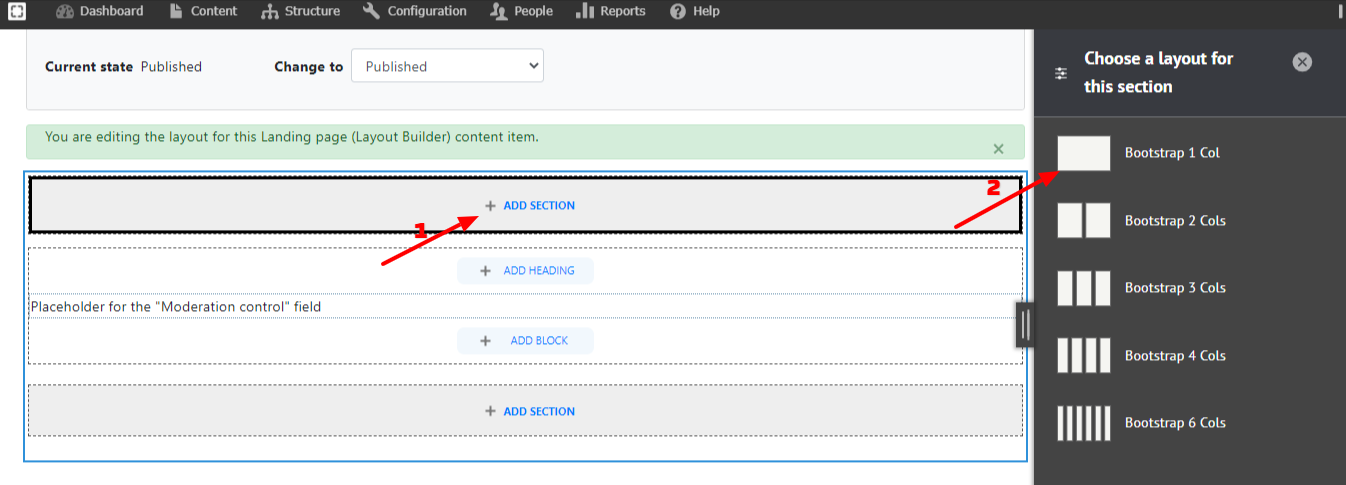 Dashboard Content Structure Configuration People Reports Help
Current state Published Change to Published
You are editing the layout for this Landing page (Layout Builder) content item.
+ ADD SECTION
1
+ ADD HEADING
Placeholder for the "Moderation control" field
+ ADD BLOCK
+ ADD SECTION
Choose a layout for
this section
2
Bootstrap 1 Col
Bootstrap 2 Cols
Bootstrap 3 Cols
Bootstrap 4 Cols
Bootstrap 6 Cols